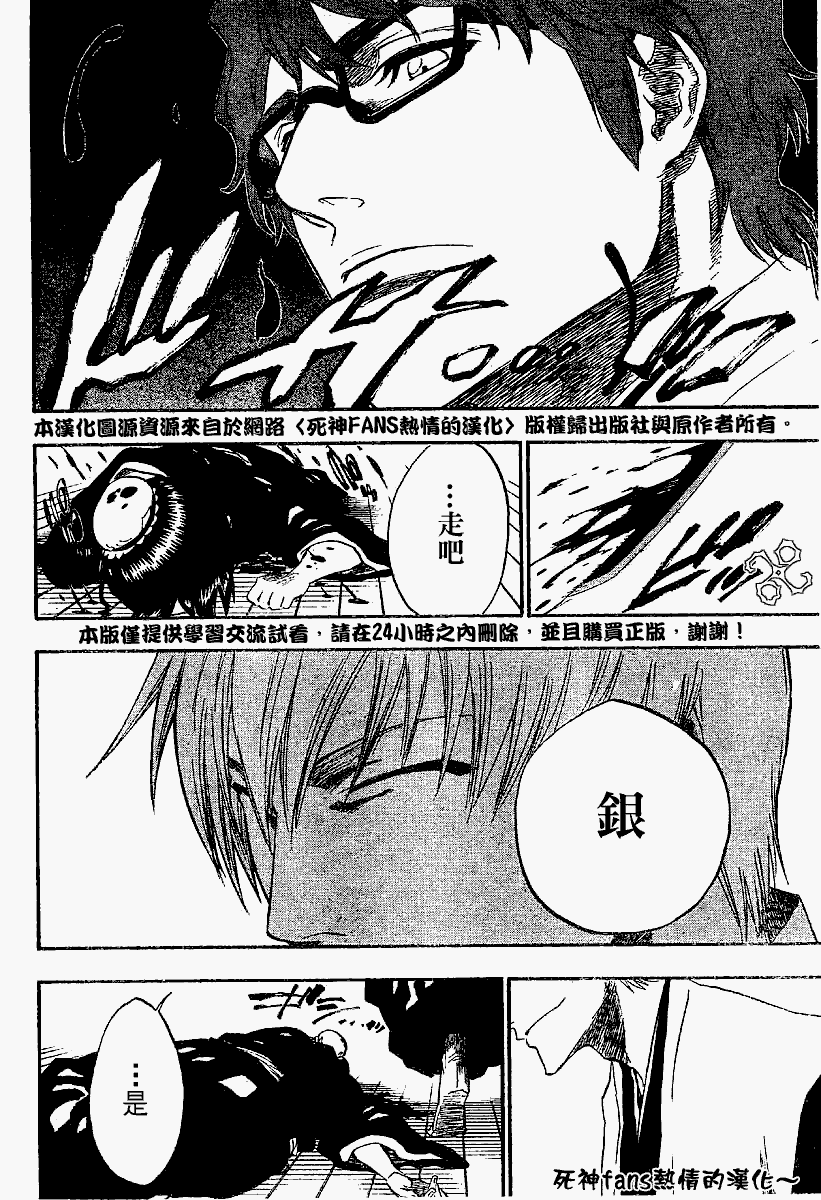 本漢化圖源資源來自於網路〈死神FANS熱情的漢化〉版權歸出版社與原作者所有。
…走吧
本版僅提供學習交流試看，請在24小時之內刪除，並且購買正版，謝謝！
銀
…是
死神fans熱情的漢化～